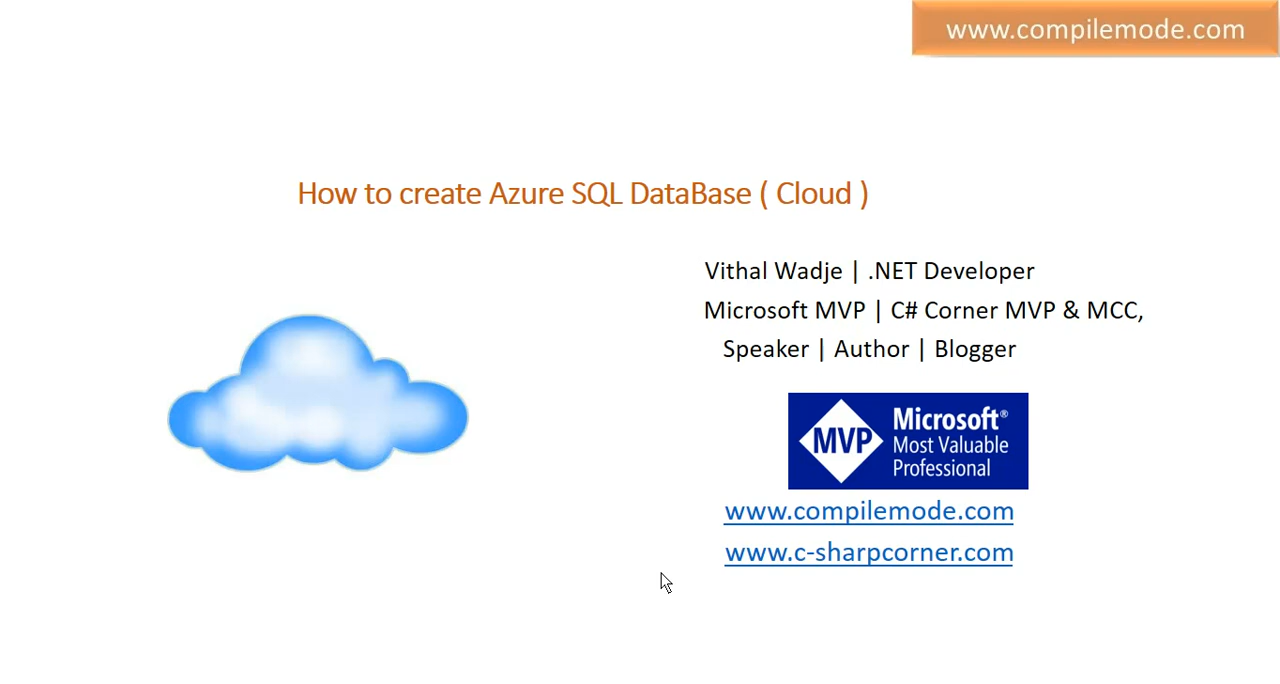 www.compilemode.com
How to create Azure SQL DataBase ( Cloud )
Vithal Wadje | .NET Developer
Microsoft MVP | C# Corner MVP & MCC,
Speaker | Author | Blogger
MVP
Microsoft®
Most Valuable
Professional
www.compilemode.com
www.c-sharpcorner.com